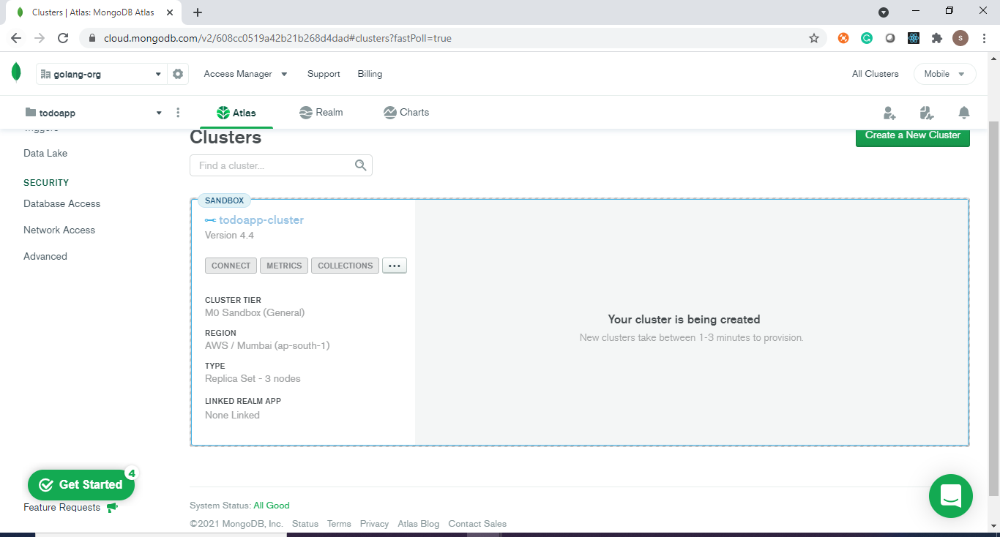 Clusters | Atlas: MongoDB Atlas
cloud.mongodb.com/v2/608cc0519a42b21b268d4dad#clusters?fastPoll=true
S
golang-org
Access Manager
Support
Billing
All Clusters
Mobile
todoapp
Atlas
Realm
Charts
Triggers
Data Lake
SECURITY
Database Access
Network Access
Advanced
Get Started
4
Feature Requests
Clusters
Create a New Cluster
Find a cluster...
SANDBOX
todoapp-cluster
Version 4.4
CONNECT METRICS COLLECTIONS ...
CLUSTER TIER
M0 Sandbox (General)
REGION
AWS / Mumbai (ap-south-1)
TYPE
Replica Set - 3 nodes
LINKED REALM APP
None Linked
Your cluster is being created
New clusters take between 1-3 minutes to provision.
System Status: All Good
©2021 MongoDB, Inc. Status Terms Privacy Atlas Blog Contact Sales